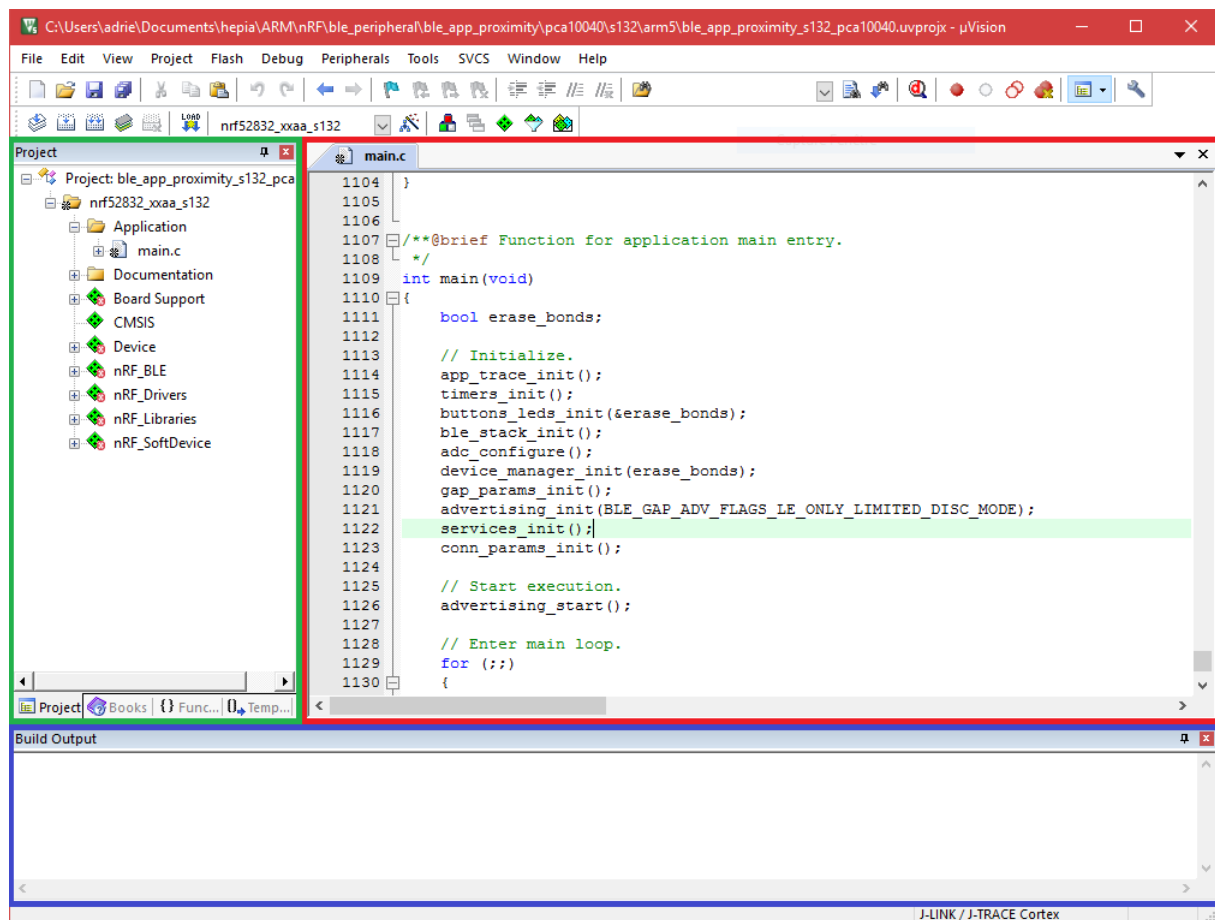 C:\Users\adrie\Documents\hepia\ARM\nRF\ble_peripheral\ble_app_proximity\pca10040\s132\arm5\ble_app_proximity_s132_pca10040.uvprojx - µVision
File Edit View Project Flash Debug Peripherals Tools SVCS Window Help
LOAD nrf52832_xxaa_s132
Project
Project: ble_app_proximity_s132_pca
nrf52832_xxaa_s132
Application
main.c
Documentation
Board Support
CMSIS
Device
nRF_BLE
nRF_Drivers
nRF_Libraries
nRF_SoftDevice
Project Books {} Func... Temp...
main.c
1104 }
1105
1106
1107 /**@brief Function for application main entry.
1108 */
1109 int main(void)
1110 {
1111 bool erase_bonds;
1112
1113 // Initialize.
1114 app_trace_init();
1115 timers_init();
1116 buttons_leds_init(&erase_bonds);
1117 ble_stack_init();
1118 adc_configure();
1119 device_manager_init(erase_bonds);
1120 gap_params_init();
1121 advertising_init(BLE_GAP_ADV_FLAGS_LE_ONLY_LIMITED_DISC_MODE);
1122 services_init();
1123 conn_params_init();
1124
1125 // Start execution.
1126 advertising_start();
1127
1128 // Enter main loop.
1129 for (;;)
1130 {
Build Output
J-LINK / J-TRACE Cortex